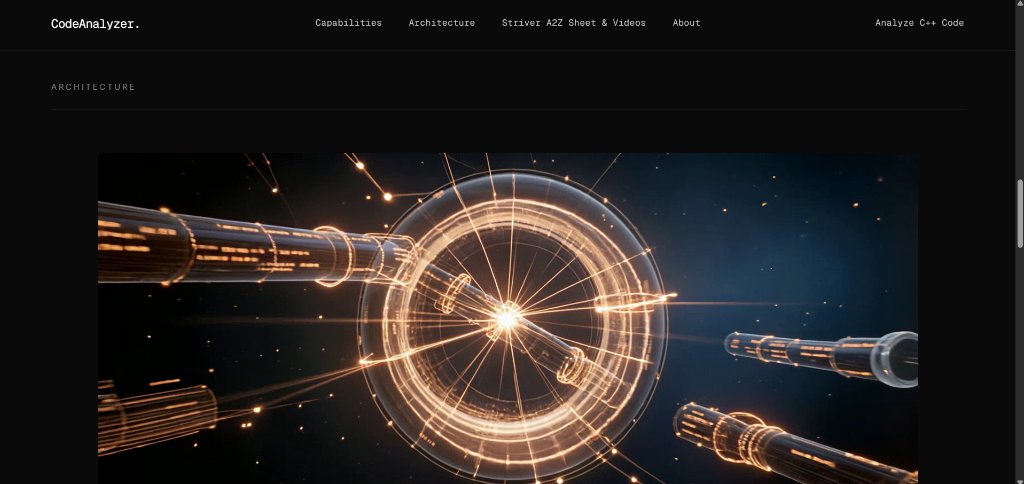 CodeAnalyzer.
Capabilities Architecture Striver A2Z Sheet & Videos About Analyze C++ Code
ARCHITECTURE